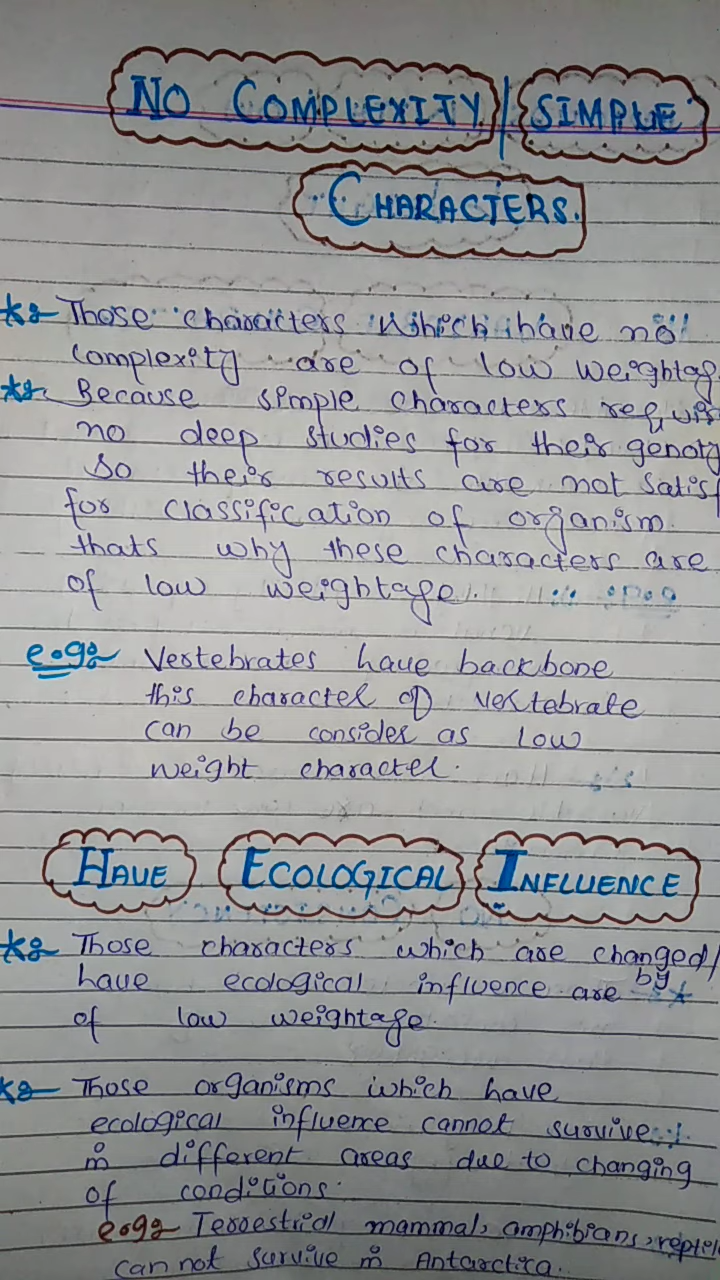 NO COMPLEXITY / SIMPLE
CHARACTERS.
Those characters which have no
complexity are of low weightag
Because simple characters requir
no deep studies for their genoty
so their results are not satisf
for classification of organism
thats why these characters are
of low weightage.
e.g: Vertebrates have backbone
this character of vertebrate
can be consider as low
weight character.
HAVE ECOLOGICAL INFLUENCE
Those characters which are changed/
have ecological influence are by
of low weightage.
Those organisms which have
ecological influence cannot survive
in different areas due to changing
of conditions.
e.g: Terrestrial mammals, amphibians, reptil
cannot survive in Antarctica.